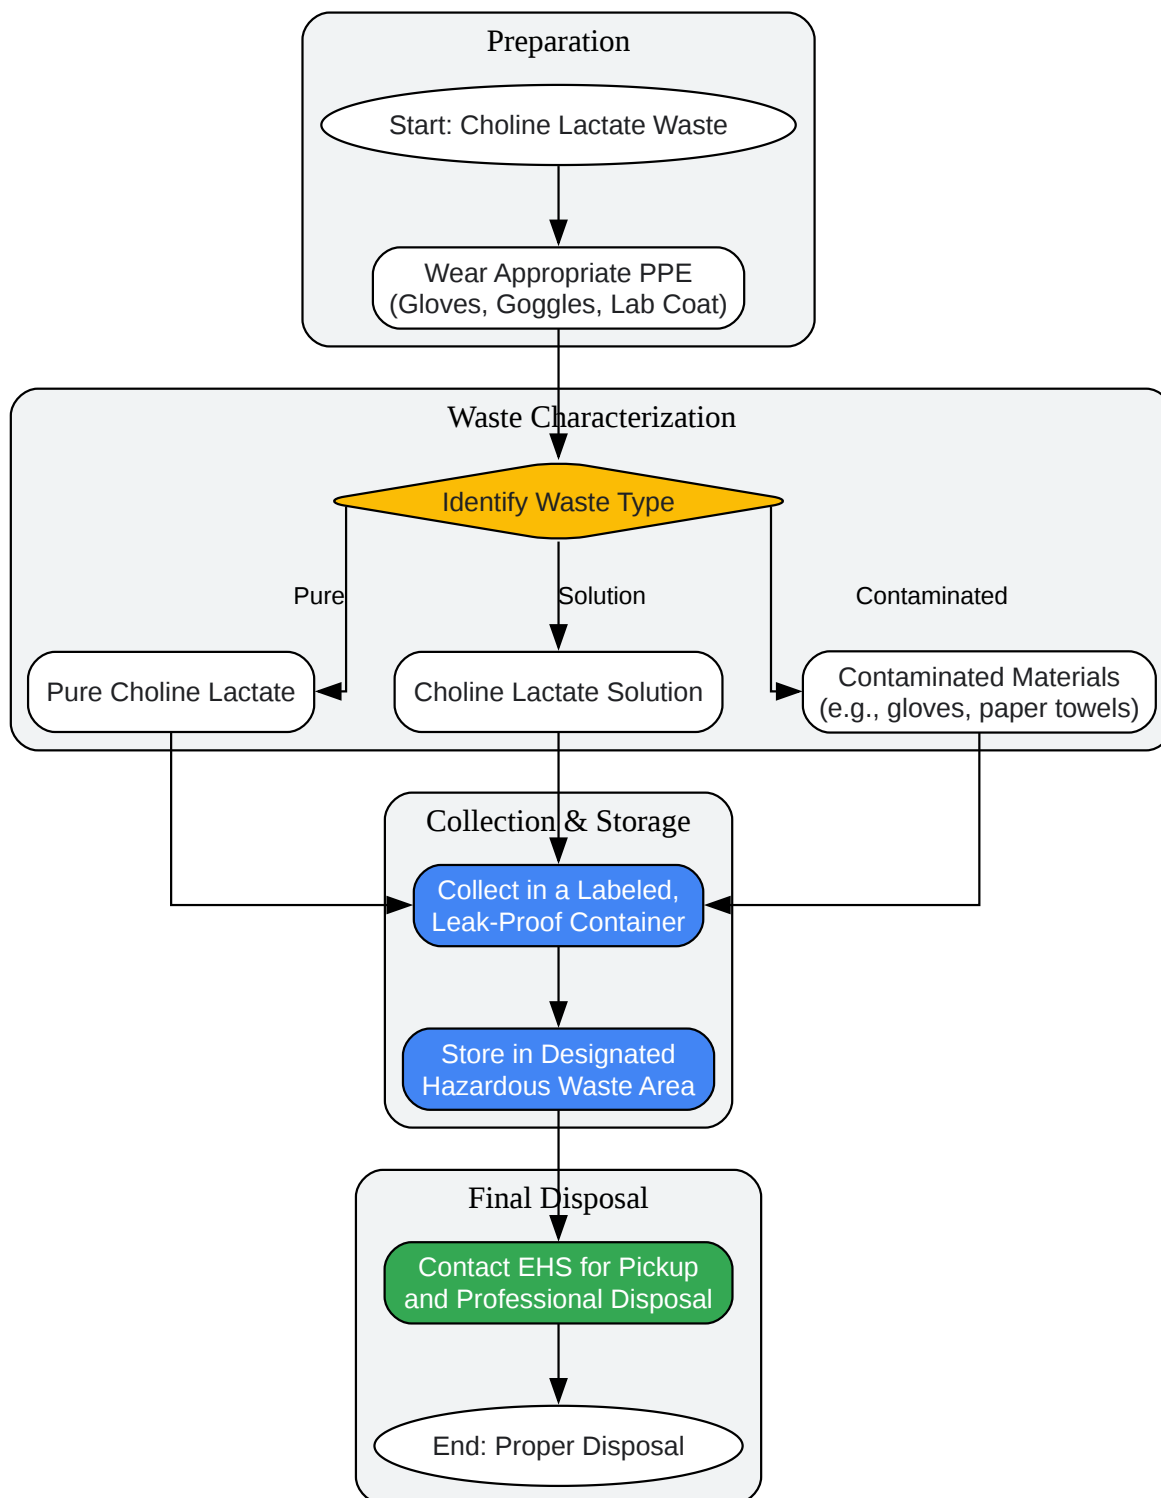 Preparation
Start: Choline Lactate Waste
Wear Appropriate PPE
(Gloves, Goggles, Lab Coat)
Waste Characterization
Identify Waste Type
Pure
Solution
Contaminated
Pure Choline Lactate
Choline Lactate Solution
Contaminated Materials
(e.g., gloves, paper towels)
Collection & Storage
Collect in a Labeled,
Leak-Proof Container
Store in Designated
Hazardous Waste Area
Final Disposal
Contact EHS for Pickup
and Professional Disposal
End: Proper Disposal